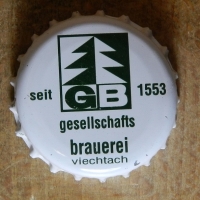 seit GB 1553
gesellschafts
brauerei
viechtach